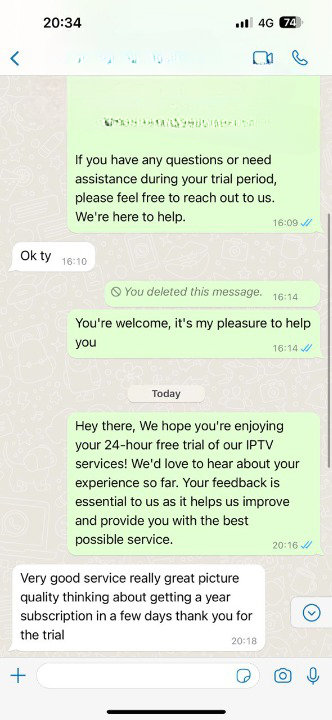 20:34
4G 74
If you have any questions or need
assistance during your trial period,
please feel free to reach out to us.
We're here to help.
16:09
Ok ty
16:10
You deleted this message.
16:14
You're welcome, it's my pleasure to help
you
16:14
Today
Hey there, We hope you're enjoying
your 24-hour free trial of our IPTV
services! We'd love to hear about your
experience so far. Your feedback is
essential to us as it helps us improve
and provide you with the best
possible service.
20:16
Very good service really great picture
quality thinking about getting a year
subscription in a few days thank you for
the trial
20:18